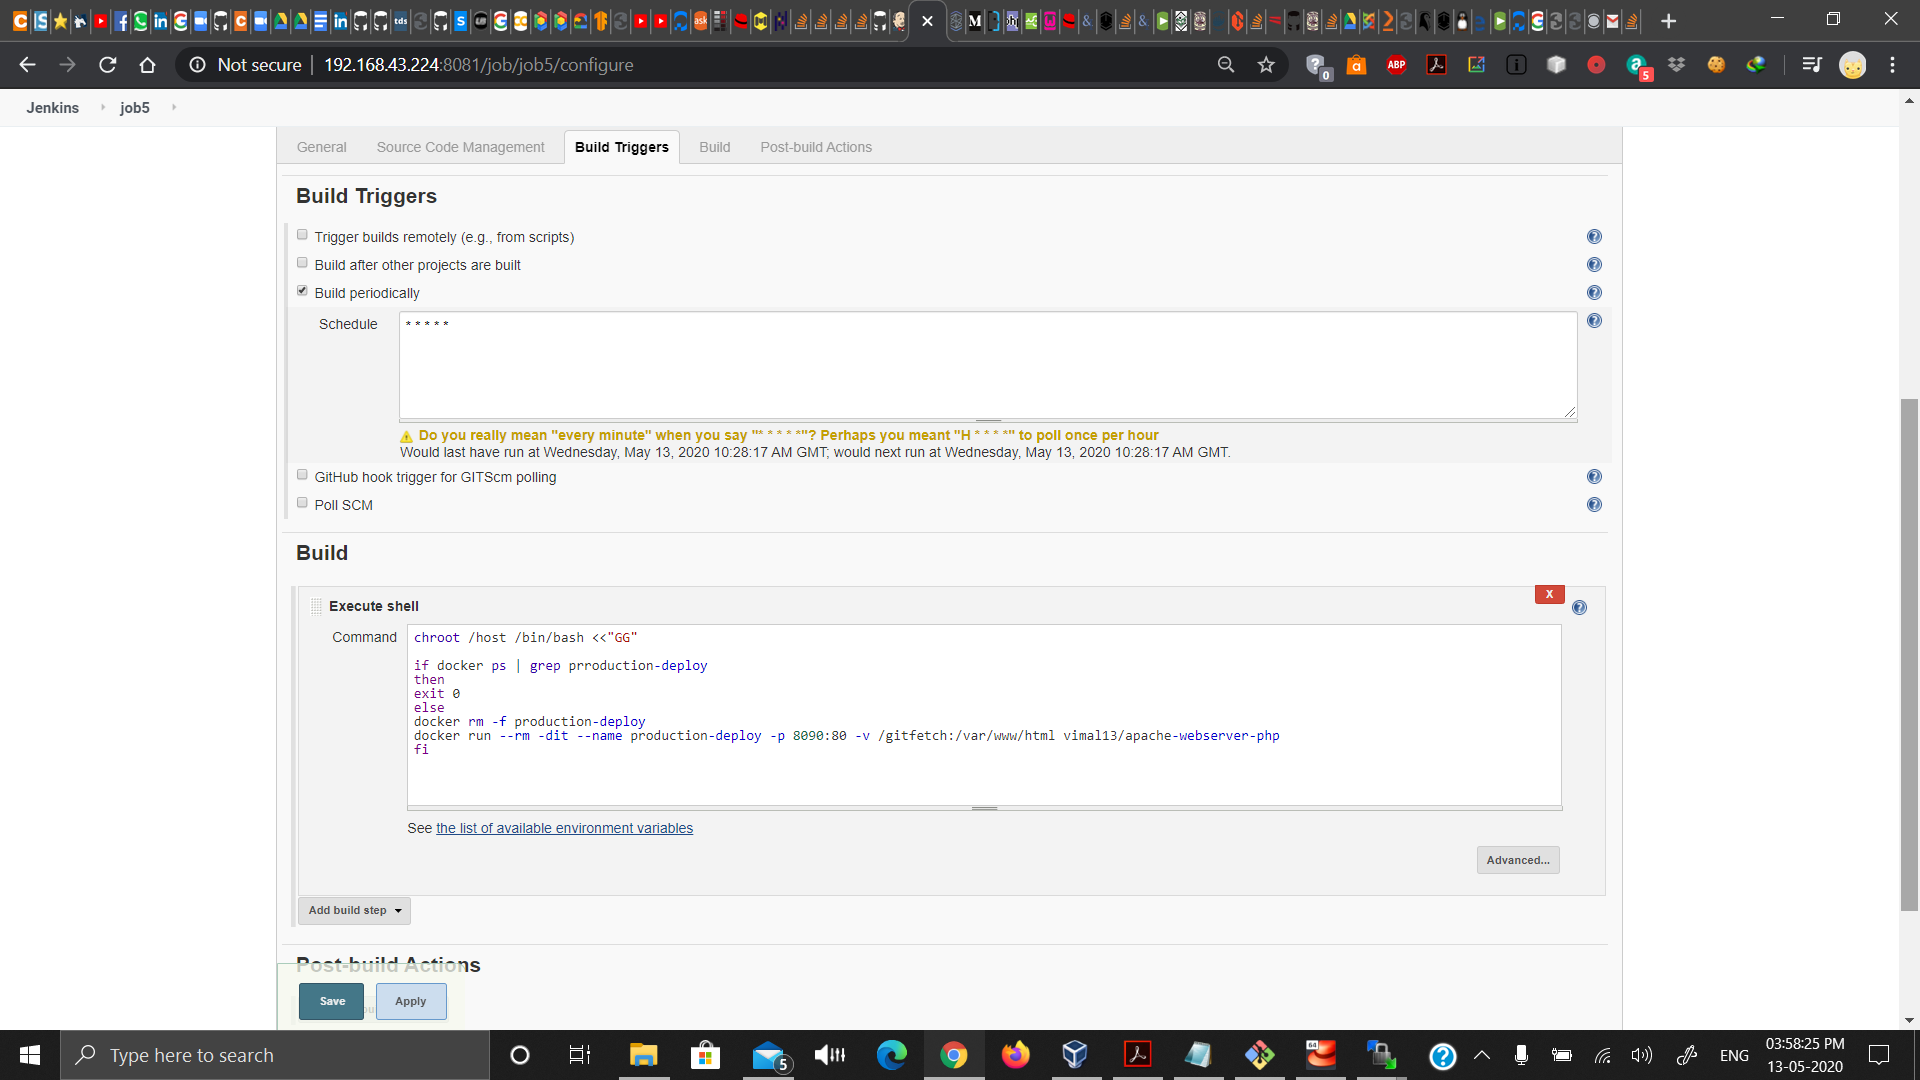 Not secure
192.168.43.224:8081/job/job5/configure
Jenkins
job5
General
Source Code Management
Build Triggers
Build
Post-build Actions
Build Triggers
Trigger builds remotely (e.g., from scripts)
Build after other projects are built
Build periodically
Schedule
* * * * *
Do you really mean "every minute" when you say "* * * * *"? Perhaps you meant "H * * * *" to poll once per hour
Would last have run at Wednesday, May 13, 2020 10:28:17 AM GMT; would next run at Wednesday, May 13, 2020 10:28:17 AM GMT.
GitHub hook trigger for GITScm polling
Poll SCM
Build
X
Execute shell
Command
chroot /host /bin/bash <<"GG"
if docker ps | grep prroduction-deploy
then
exit 0
else
docker rm -f production-deploy
docker run --rm -dit --name production-deploy -p 8090:80 -v /gitfetch:/var/www/html vimal13/apache-webserver-php
fi
See the list of available environment variables
Advanced...
Add build step
Post-build Actions
Save
Apply
Type here to search
5
ENG
03:58:25 PM
13-05-2020